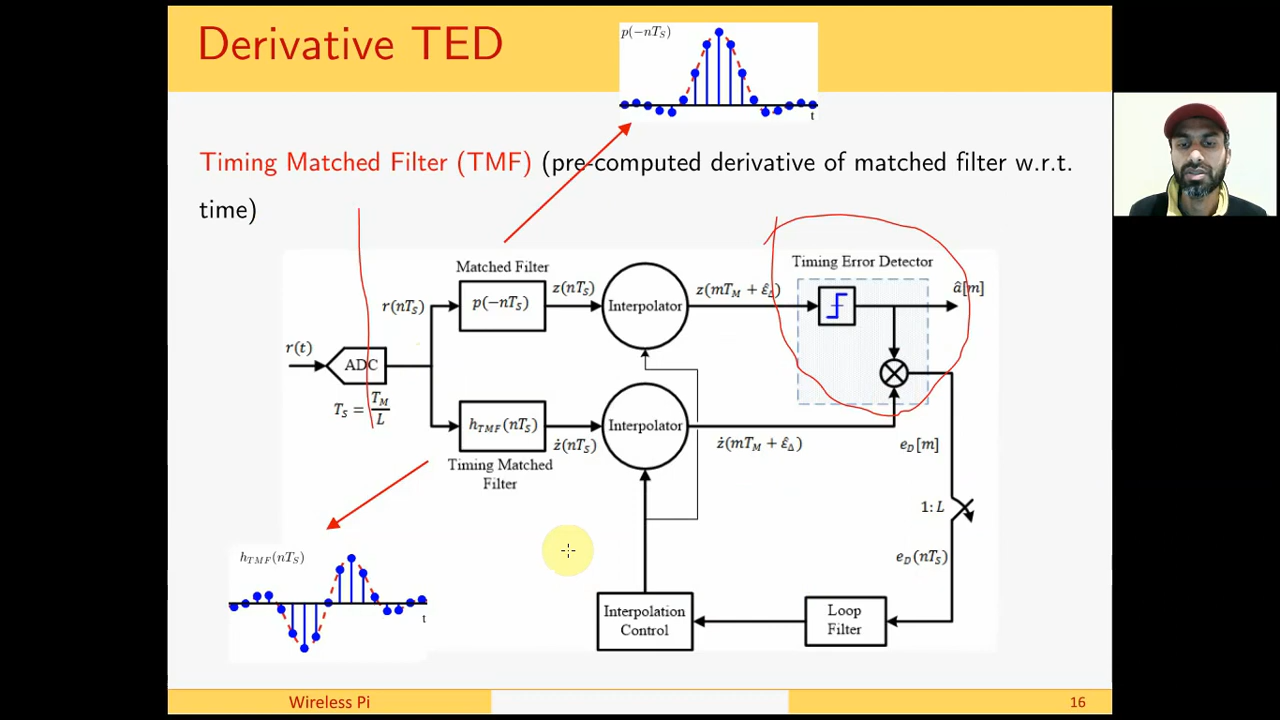 Derivative TED
p(−nT_S)
t
Timing Matched Filter (TMF) (pre-computed derivative of matched filter w.r.t.
time)
Matched Filter
Timing Error Detector
r(nT_S)
p(−nT_S)
z(nT_S)
Interpolator
z(mT_M + ε̂_Δ)
â[m]
r(t)
ADC
T_S = T_M/L
h_TMF(nT_S)
ż(nT_S)
Interpolator
ż(mT_M + ε̂_Δ)
e_D[m]
Timing Matched
Filter
1: L
h_TMF(nT_S)
t
e_D(nT_S)
Interpolation
Control
Loop
Filter
Wireless Pi
16